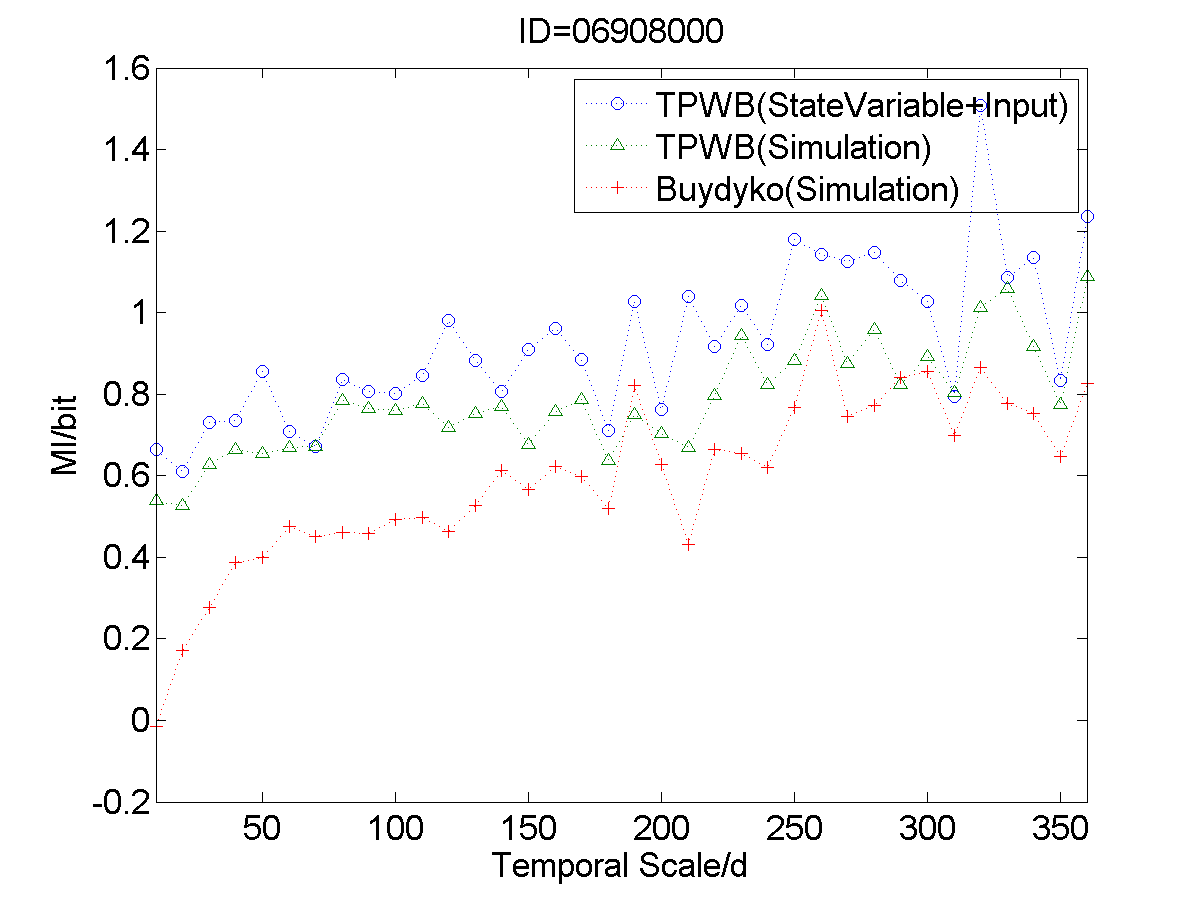 ID=06908000
1.6
1.4
1.2
1
0.8
0.6
0.4
0.2
0
-0.2
MI/bit
TPWB(StateVariable+Input)
TPWB(Simulation)
Buydyko(Simulation)
50 100 150 200 250 300 350
Temporal Scale/d